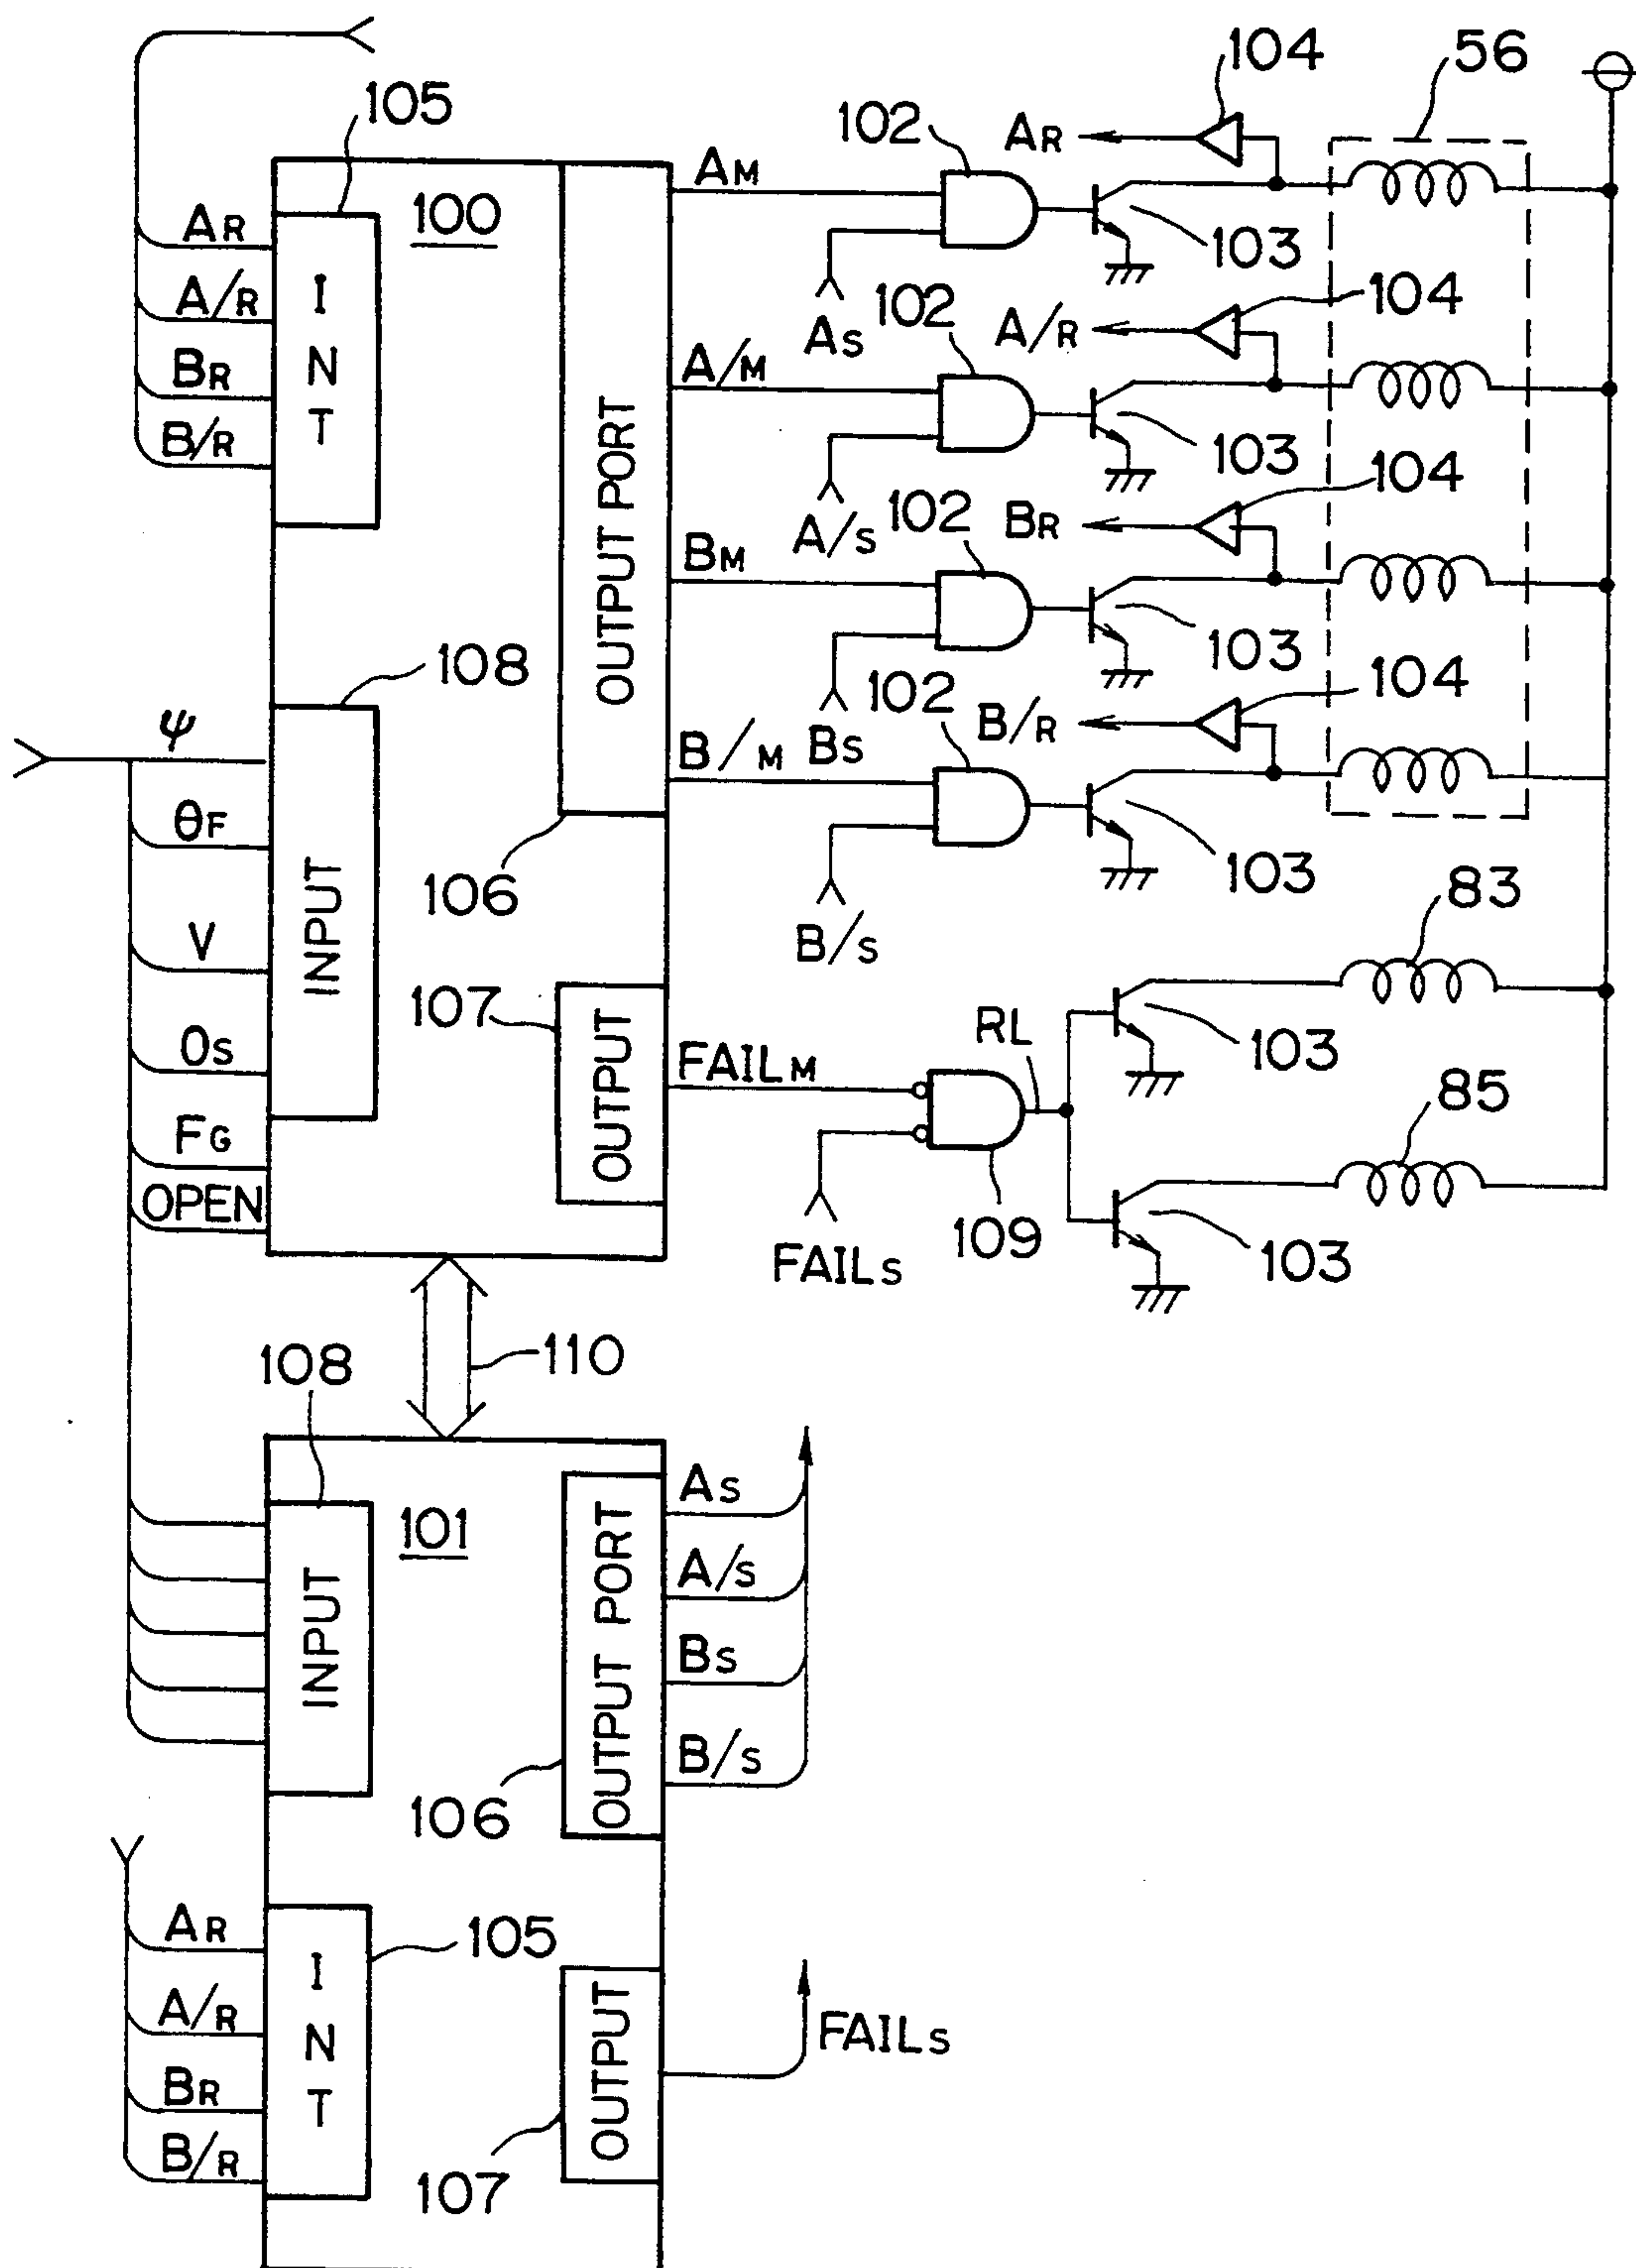 104
56
105
102
AR
AM
100
103
AR
INT
A/R
BR
B/R
AS
102
A/R
104
A/M
OUTPUT PORT
103
A/S
102
BR
104
BM
103
108
BS
102
B/R
104
ψ
B/M
θF
INPUT
106
B/S
103
83
V
107
OUTPUT
OS
FAILM
RL
103
85
FG
OPEN
109
FAILS
103
110
108
101
INPUT
OUTPUT PORT
AS
A/S
BS
B/S
106
AR
INT
105
A/R
BR
B/R
OUTPUT
FAILS
107